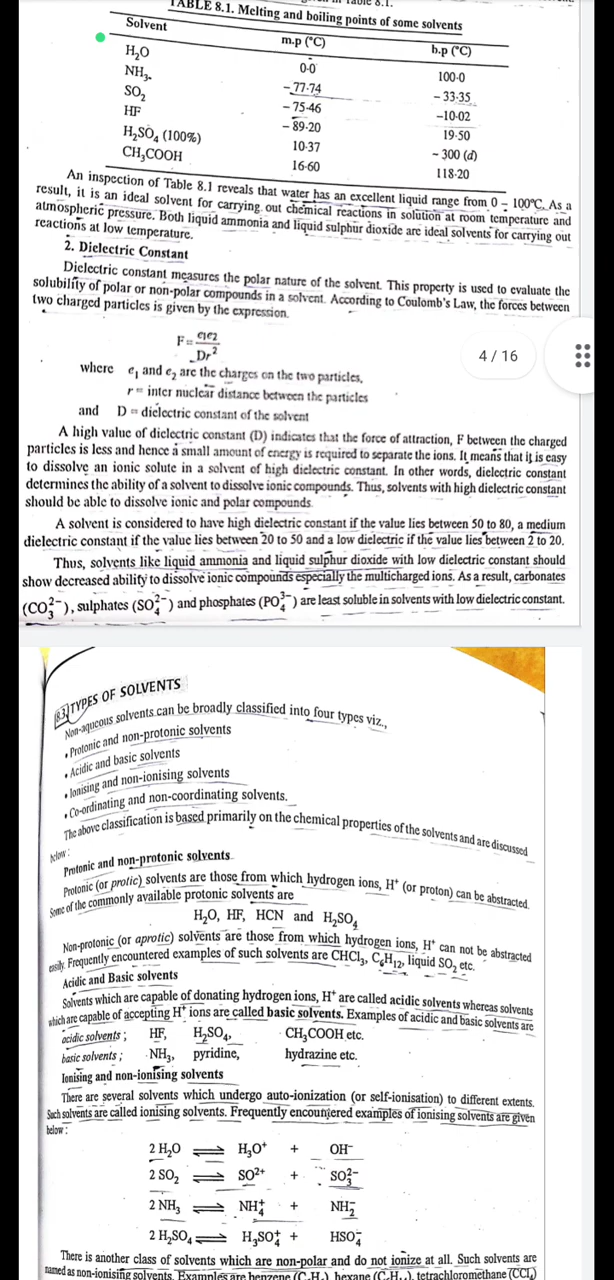 TABLE 8.1. Melting and boiling points of some solvents
Solvent m.p (°C) b.p (°C)
H₂O 0·0 100·0
NH₃ –77·74 –33·35
SO₂ –75·46 –10·02
HF –89·20 19·50
H₂SO₄ (100%) 10·37 ~ 300 (d)
CH₃COOH 16·60 118·20
An inspection of Table 8.1 reveals that water has an excellent liquid range from 0 – 100°C. As a
result, it is an ideal solvent for carrying out chemical reactions in solution at room temperature and
atmospheric pressure. Both liquid ammonia and liquid sulphur dioxide are ideal solvents for carrying out
reactions at low temperature.
2. Dielectric Constant
Dielectric constant measures the polar nature of the solvent. This property is used to evaluate the
solubility of polar or non-polar compounds in a solvent. According to Coulomb's Law, the forces between
two charged particles is given by the expression.
F = e₁e₂ / Dr²
4 / 16
where e₁ and e₂ are the charges on the two particles,
r = inter nuclear distance between the particles
and D = dielectric constant of the solvent
A high value of dielectric constant (D) indicates that the force of attraction, F between the charged
particles is less and hence a small amount of energy is required to separate the ions. It means that it is easy
to dissolve an ionic solute in a solvent of high dielectric constant. In other words, dielectric constant
determines the ability of a solvent to dissolve ionic compounds. Thus, solvents with high dielectric constant
should be able to dissolve ionic and polar compounds.
A solvent is considered to have high dielectric constant if the value lies between 50 to 80, a medium
dielectric constant if the value lies between 20 to 50 and a low dielectric if the value lies between 2 to 20.
Thus, solvents like liquid ammonia and liquid sulphur dioxide with low dielectric constant should
show decreased ability to dissolve ionic compounds especially the multicharged ions. As a result, carbonates
(CO₃²⁻), sulphates (SO₄²⁻) and phosphates (PO₄³⁻) are least soluble in solvents with low dielectric constant.
8.3 TYPES OF SOLVENTS
Non-aqueous solvents can be broadly classified into four types viz.,
• Protonic and non-protonic solvents
• Acidic and basic solvents
• Ionising and non-ionising solvents
• Co-ordinating and non-coordinating solvents.
The above classification is based primarily on the chemical properties of the solvents and are discussed
below :
Protonic and non-protonic solvents
Protonic (or protic) solvents are those from which hydrogen ions, H⁺ (or proton) can be abstracted.
Some of the commonly available protonic solvents are
H₂O, HF, HCN and H₂SO₄
Non-protonic (or aprotic) solvents are those from which hydrogen ions, H⁺ can not be abstracted
easily. Frequently encountered examples of such solvents are CHCl₃, C₆H₁₂, liquid SO₂ etc.
Acidic and Basic solvents
Solvents which are capable of donating hydrogen ions, H⁺ are called acidic solvents whereas solvents
which are capable of accepting H⁺ ions are called basic solvents. Examples of acidic and basic solvents are
acidic solvents ; HF, H₂SO₄, CH₃COOH etc.
basic solvents ; NH₃, pyridine, hydrazine etc.
Ionising and non-ionising solvents
There are several solvents which undergo auto-ionization (or self-ionisation) to different extents.
Such solvents are called ionising solvents. Frequently encountered examples of ionising solvents are given
below :
2 H₂O ⇌ H₃O⁺ + OH⁻
2 SO₂ ⇌ SO²⁺ + SO₃²⁻
2 NH₃ ⇌ NH₄⁺ + NH₂⁻
2 H₂SO₄ ⇌ H₃SO₄⁺ + HSO₄⁻
There is another class of solvents which are non-polar and do not ionize at all. Such solvents are
named as non-ionising solvents. Examples are benzene hexane tetrachloromethane (CCl₄)